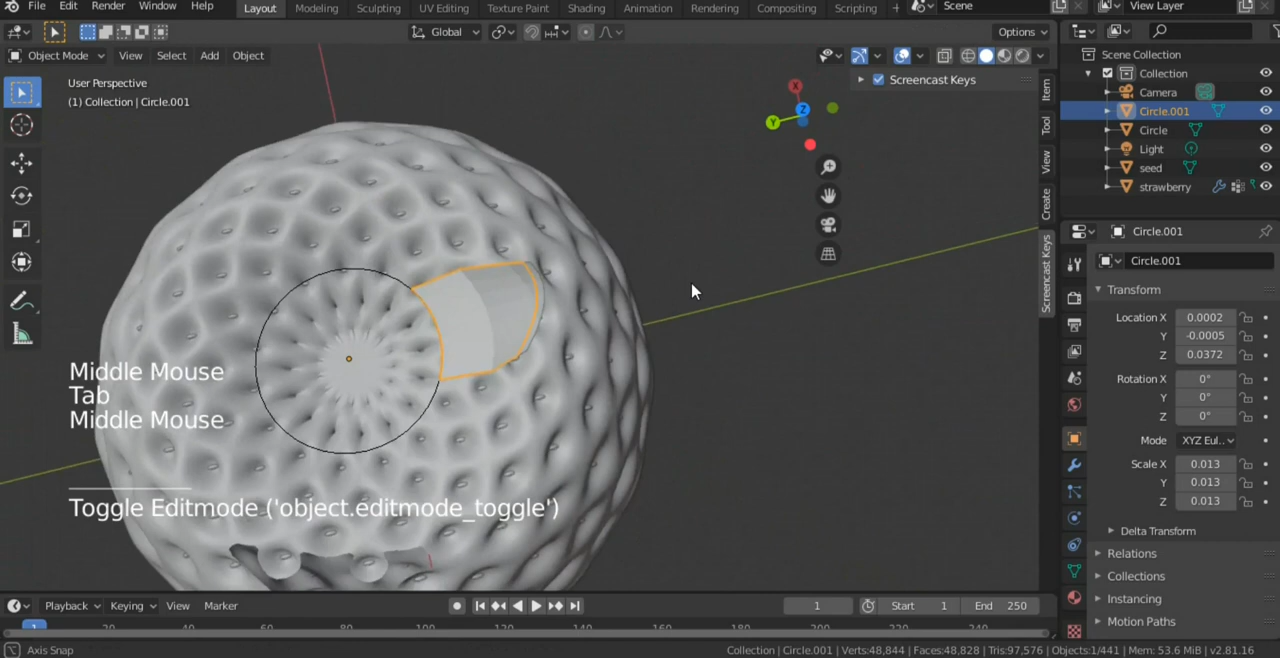 File Edit Render Window Help Layout Modeling Sculpting UV Editing Texture Paint Shading Animation Rendering Compositing Scripting + Scene View Layer
Global Options
Object Mode View Select Add Object
User Perspective
(1) Collection | Circle.001
Screencast Keys
X
Y
Z
Item
Tool
View
Create
Screencast Keys
Middle Mouse
Tab
Middle Mouse
Toggle Editmode ('object.editmode_toggle')
Scene Collection
Collection
Camera
Circle.001
Circle
Light
seed
strawberry
Circle.001
Circle.001
Transform
Location X 0.0002
Y -0.0005
Z 0.0372
Rotation X 0°
Y 0°
Z 0°
Mode XYZ Eul..
Scale X 0.013
Y 0.013
Z 0.013
Delta Transform
Relations
Collections
Instancing
Motion Paths
Playback Keying View Marker 1 Start 1 End 250
1 20 40 60 80 100 120 140 160 180 200 220 240
Axis Snap Collection | Circle.001 | Verts:48,844 | Faces:48,828 | Tris:97,576 | Objects:1/441 | Mem: 53.6 MiB | v2.81.16